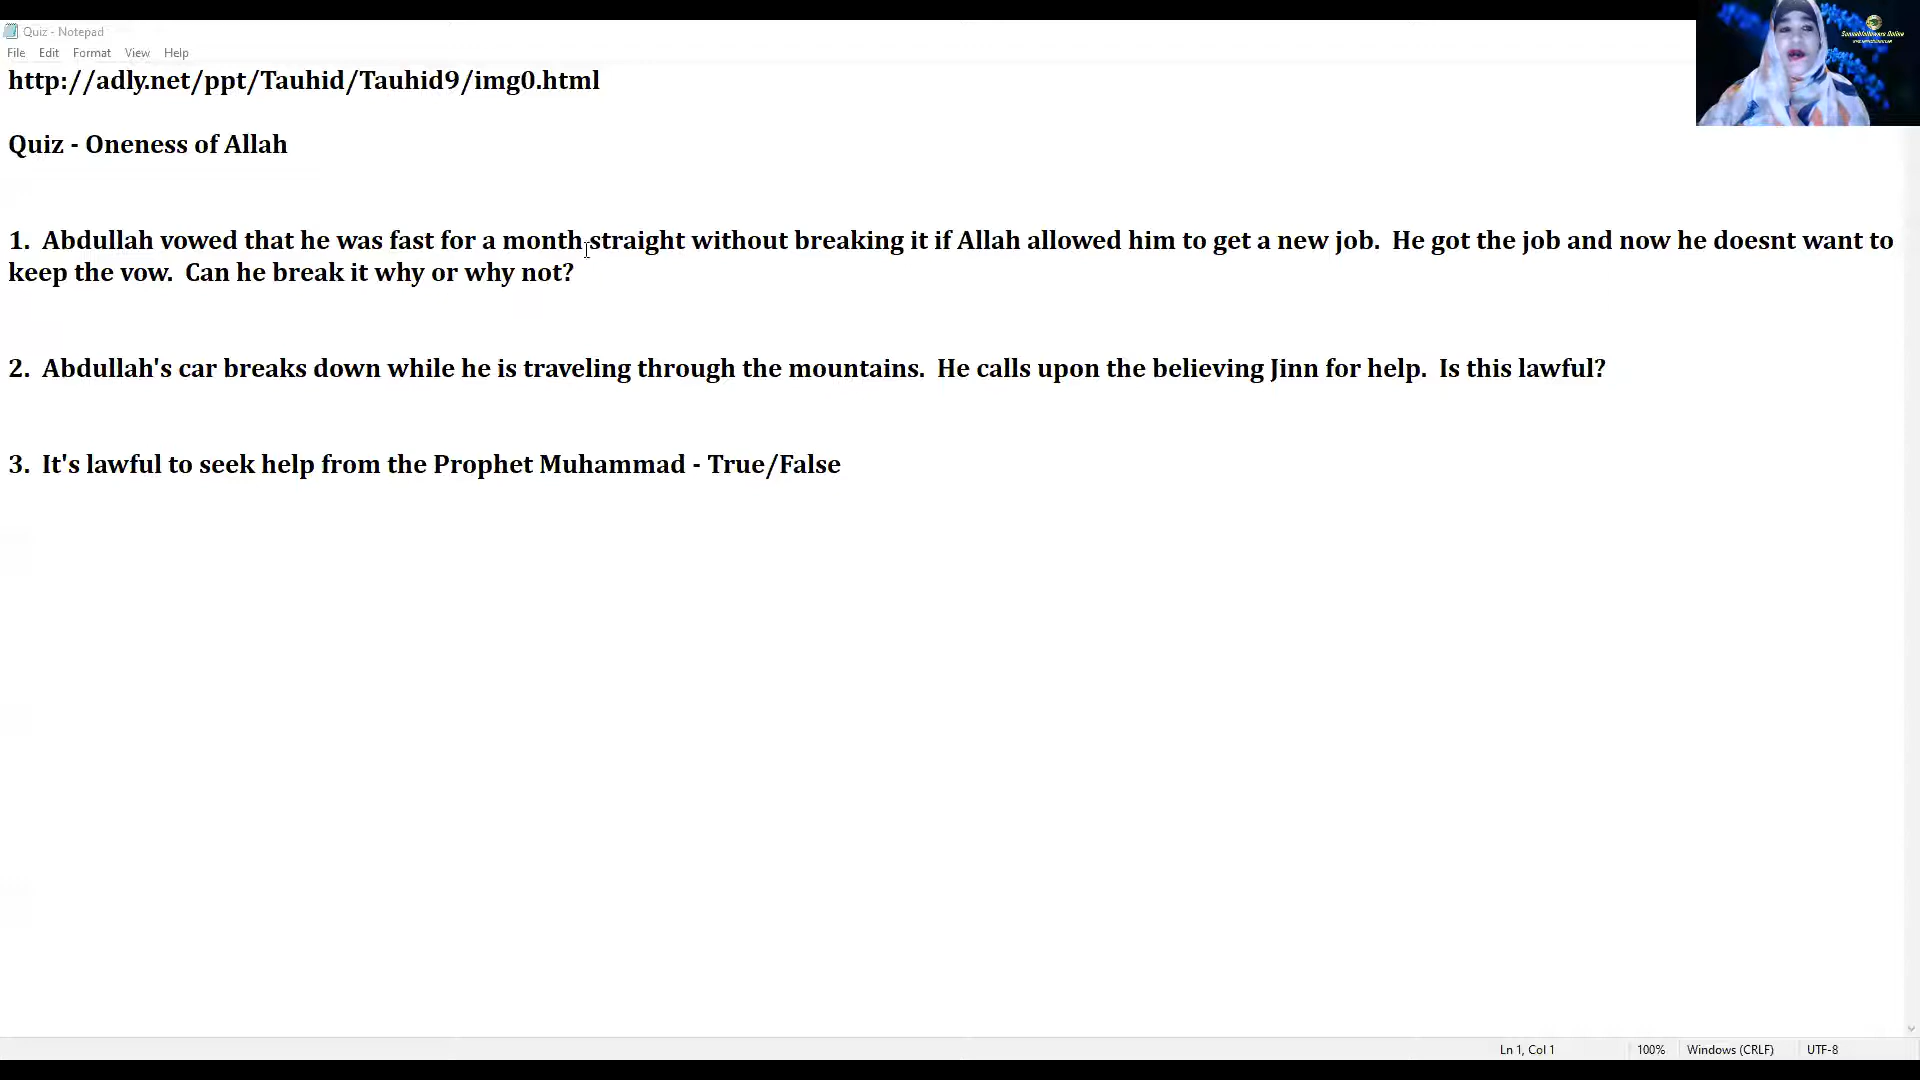 Quiz - Notepad
File Edit Format View Help
http://adly.net/ppt/Tauhid/Tauhid9/img0.html
Quiz - Oneness of Allah
1. Abdullah vowed that he was fast for a month straight without breaking it if Allah allowed him to get a new job. He got the job and now he doesnt want to
keep the vow. Can he break it why or why not?
2. Abdullah's car breaks down while he is traveling through the mountains. He calls upon the believing Jinn for help. Is this lawful?
3. It's lawful to seek help from the Prophet Muhammad - True/False
Ln 1, Col 1 100% Windows (CRLF) UTF-8